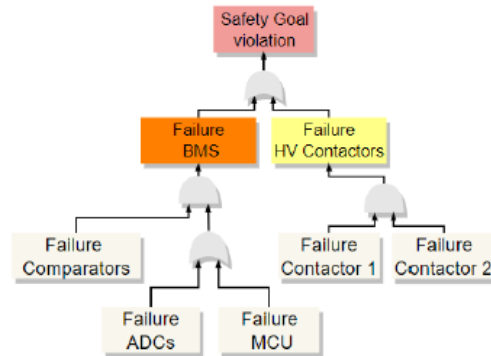 Safety Goal
violation
Failure
BMS
Failure
HV Contactors
Failure
Comparators
Failure
Contactor 1
Failure
Contactor 2
Failure
ADCs
Failure
MCU